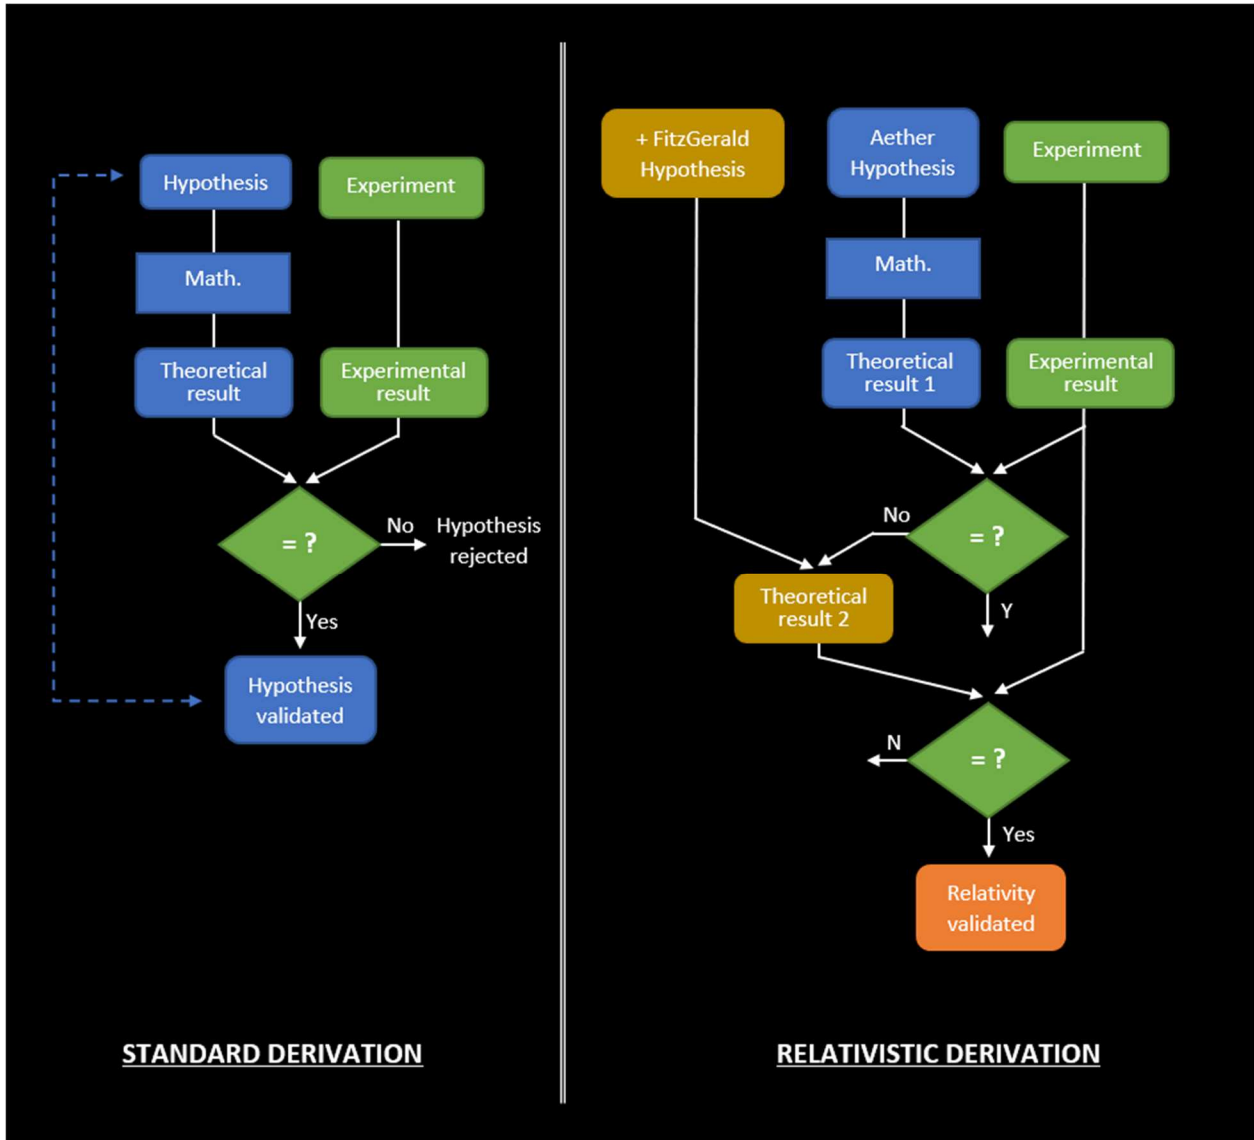 Hypothesis
Experiment
Math.
Theoretical
result
Experimental
result
= ?
No
Hypothesis
rejected
Yes
Hypothesis
validated
STANDARD DERIVATION
+ FitzGerald
Hypothesis
Aether
Hypothesis
Experiment
Math.
Theoretical
result 1
Experimental
result
No
= ?
Theoretical
result 2
Y
N
= ?
Yes
Relativity
validated
RELATIVISTIC DERIVATION